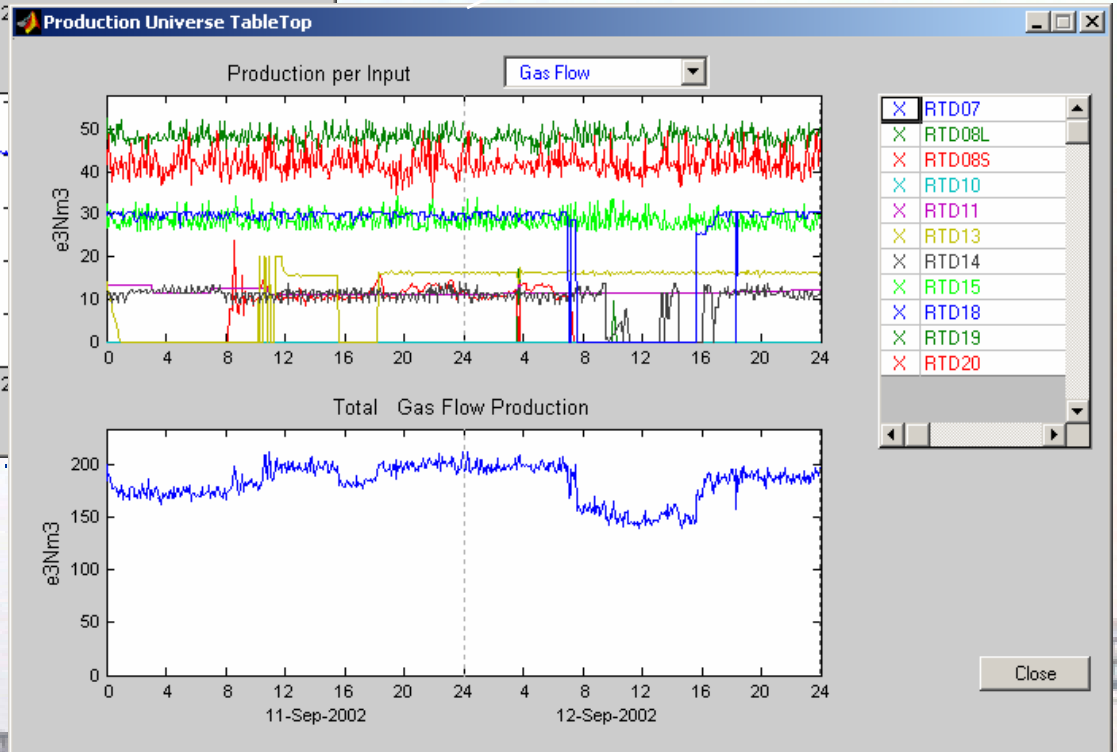 Production Universe TableTop
Production per Input
Gas Flow
50
40
30
20
10
0
e3Nm3
0 4 8 12 16 20 24 4 8 12 16 20 24
Total Gas Flow Production
200
150
100
50
0
e3Nm3
0 4 8 12 16 20 24 4 8 12 16 20 24
11-Sep-2002 12-Sep-2002
X RTD07
X RTD08L
X RTD08S
X RTD10
X RTD11
X RTD13
X RTD14
X RTD15
X RTD18
X RTD19
X RTD20
Close